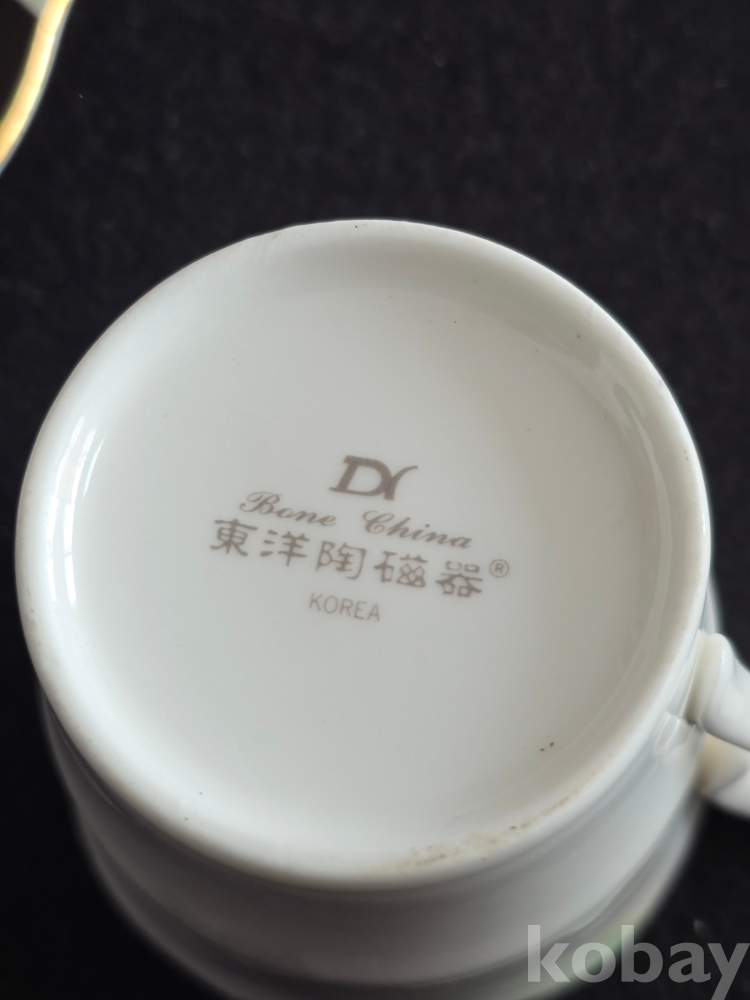 DY
Bone China
東洋陶磁器®
KOREA
kobay